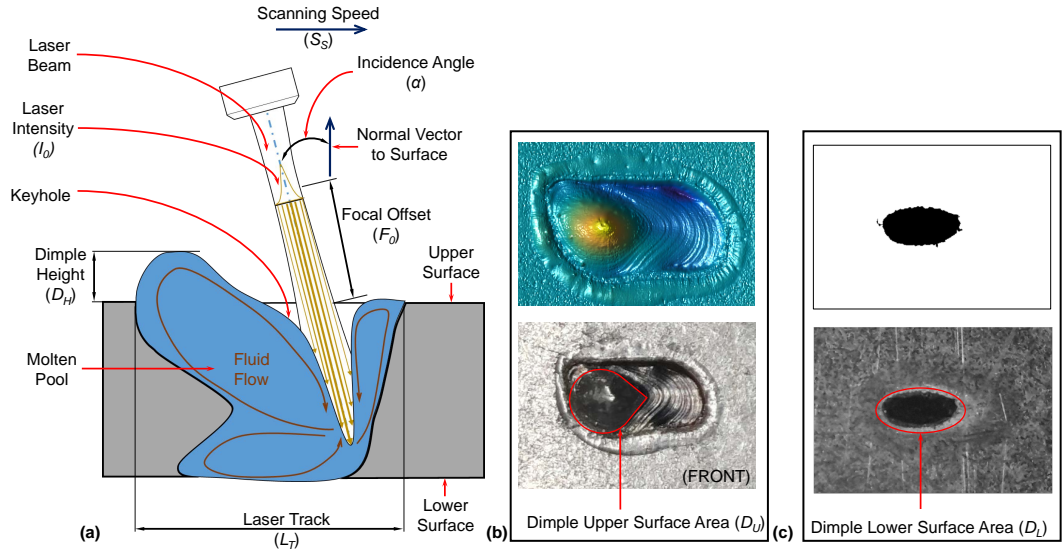 Scanning Speed
(S_S)
Laser
Beam
Incidence Angle
(α)
Laser
Intensity
(I_0)
Normal Vector
to Surface
Keyhole
Focal Offset
(F_0)
Dimple
Height
(D_H)
Upper
Surface
Molten
Pool
Fluid
Flow
Lower
Surface
(a)
Laser Track
(L_T)
(b)
(FRONT)
Dimple Upper Surface Area (D_U)
(c)
Dimple Lower Surface Area (D_L)